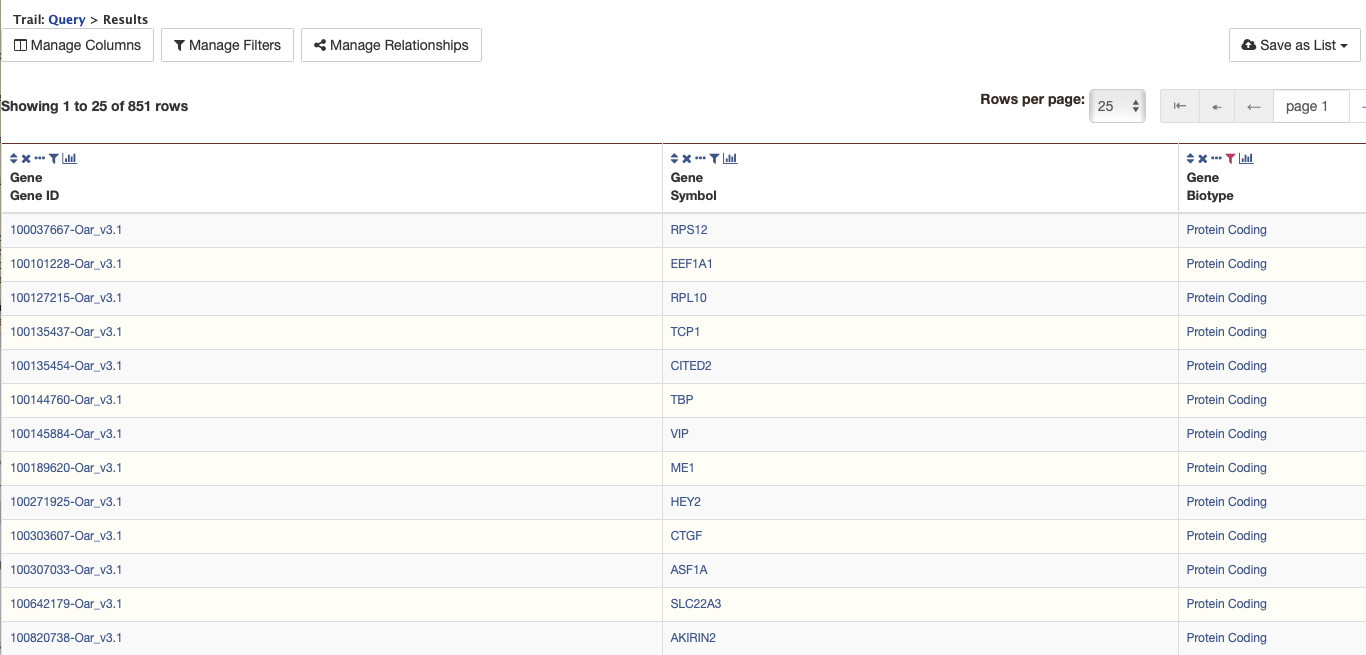 Trail: Query > Results
Manage Columns Manage Filters Manage Relationships Save as List
Showing 1 to 25 of 851 rows Rows per page: 25 page 1
Gene Gene Gene
Gene ID Symbol Biotype
100037667-Oar_v3.1 RPS12 Protein Coding
100101228-Oar_v3.1 EEF1A1 Protein Coding
100127215-Oar_v3.1 RPL10 Protein Coding
100135437-Oar_v3.1 TCP1 Protein Coding
100135454-Oar_v3.1 CITED2 Protein Coding
100144760-Oar_v3.1 TBP Protein Coding
100145884-Oar_v3.1 VIP Protein Coding
100189620-Oar_v3.1 ME1 Protein Coding
100271925-Oar_v3.1 HEY2 Protein Coding
100303607-Oar_v3.1 CTGF Protein Coding
100307033-Oar_v3.1 ASF1A Protein Coding
100642179-Oar_v3.1 SLC22A3 Protein Coding
100820738-Oar_v3.1 AKIRIN2 Protein Coding